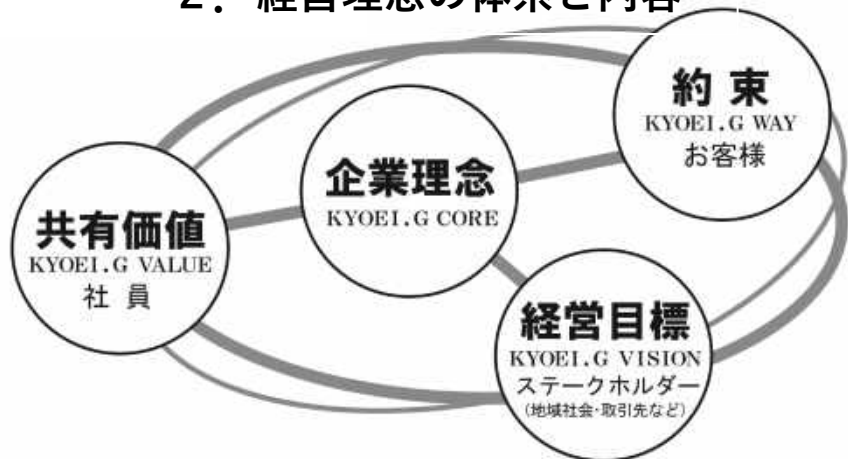 2．経営理念の体系と内容
約 束
KYOEI.G WAY
お客様
企業理念
KYOEI.G CORE
共有価値
KYOEI.G VALUE
社 員
経営目標
KYOEI.G VISION
ステークホルダー
（地域社会・取引先など）